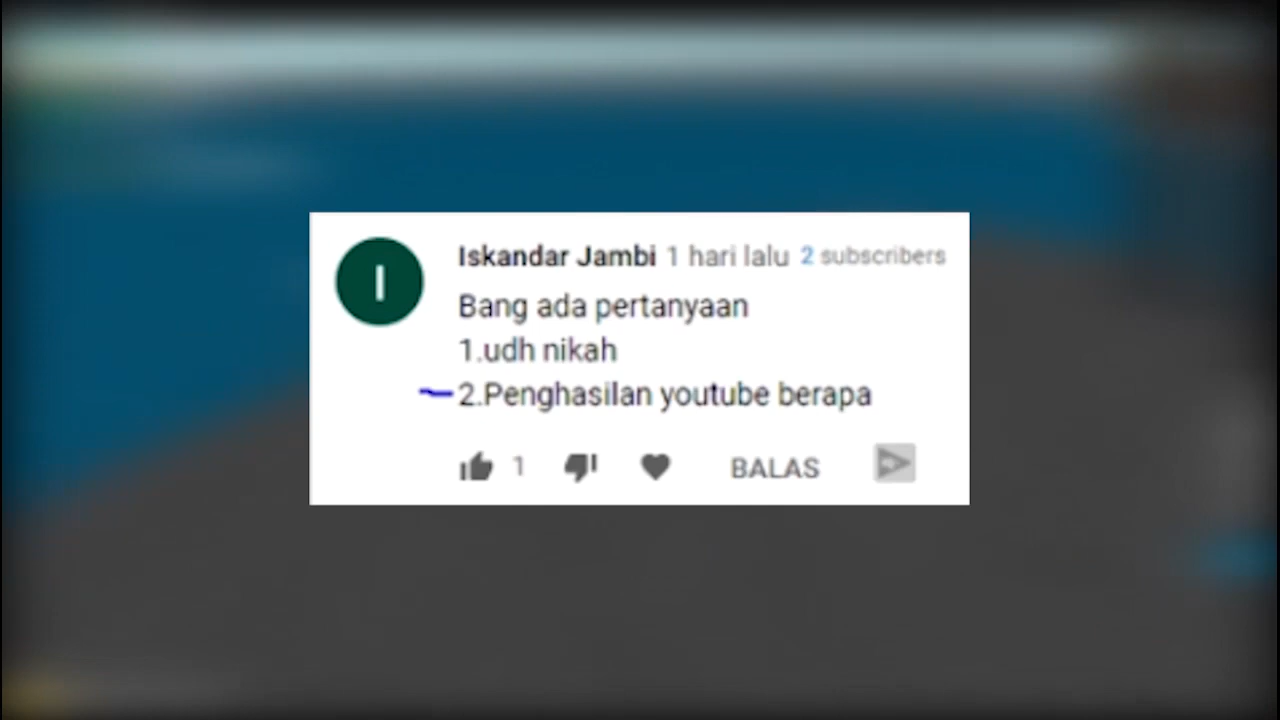 I
Iskandar Jambi 1 hari lalu 2 subscribers
Bang ada pertanyaan
1.udh nikah
2.Penghasilan youtube berapa
1 BALAS